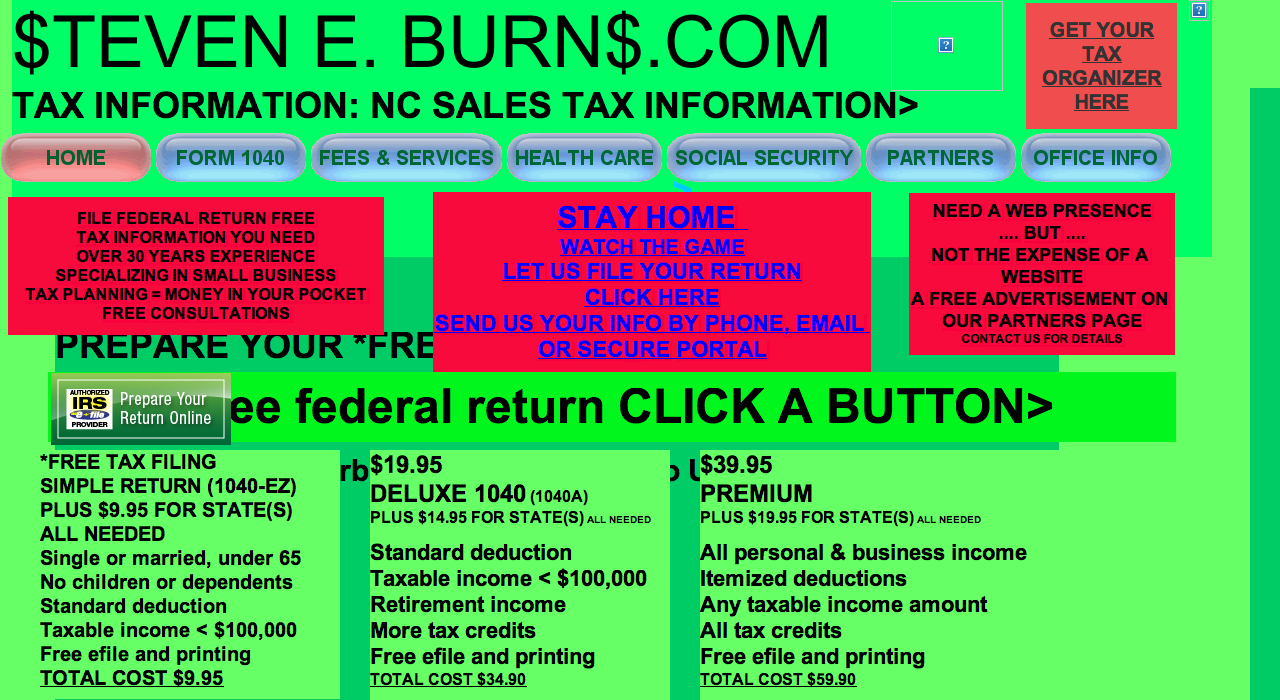 $TEVEN E. BURN$.COM
GET YOUR
TAX
ORGANIZER
HERE
TAX INFORMATION: NC SALES TAX INFORMATION>
HOME
FORM 1040
FEES & SERVICES
HEALTH CARE
SOCIAL SECURITY
PARTNERS
OFFICE INFO
FILE FEDERAL RETURN FREE
TAX INFORMATION YOU NEED
OVER 30 YEARS EXPERIENCE
SPECIALIZING IN SMALL BUSINESS
TAX PLANNING = MONEY IN YOUR POCKET
FREE CONSULTATIONS
STAY HOME
WATCH THE GAME
LET US FILE YOUR RETURN
CLICK HERE
SEND US YOUR INFO BY PHONE, EMAIL
OR SECURE PORTAL
NEED A WEB PRESENCE
.... BUT ....
NOT THE EXPENSE OF A
WEBSITE
A FREE ADVERTISEMENT ON
OUR PARTNERS PAGE
CONTACT US FOR DETAILS
PREPARE YOUR *FRE
AUTHORIZED
IRS
e-file
PROVIDER
Prepare Your
Return Online
ee federal return CLICK A BUTTON>
*FREE TAX FILING
SIMPLE RETURN (1040-EZ)
PLUS $9.95 FOR STATE(S)
ALL NEEDED
Single or married, under 65
No children or dependents
Standard deduction
Taxable income < $100,000
Free efile and printing
TOTAL COST $9.95
rb
$19.95
DELUXE 1040 (1040A)
PLUS $14.95 FOR STATE(S) ALL NEEDED
Standard deduction
Taxable income < $100,000
Retirement income
More tax credits
Free efile and printing
TOTAL COST $34.90
$39.95
PREMIUM
PLUS $19.95 FOR STATE(S) ALL NEEDED
All personal & business income
Itemized deductions
Any taxable income amount
All tax credits
Free efile and printing
TOTAL COST $59.90